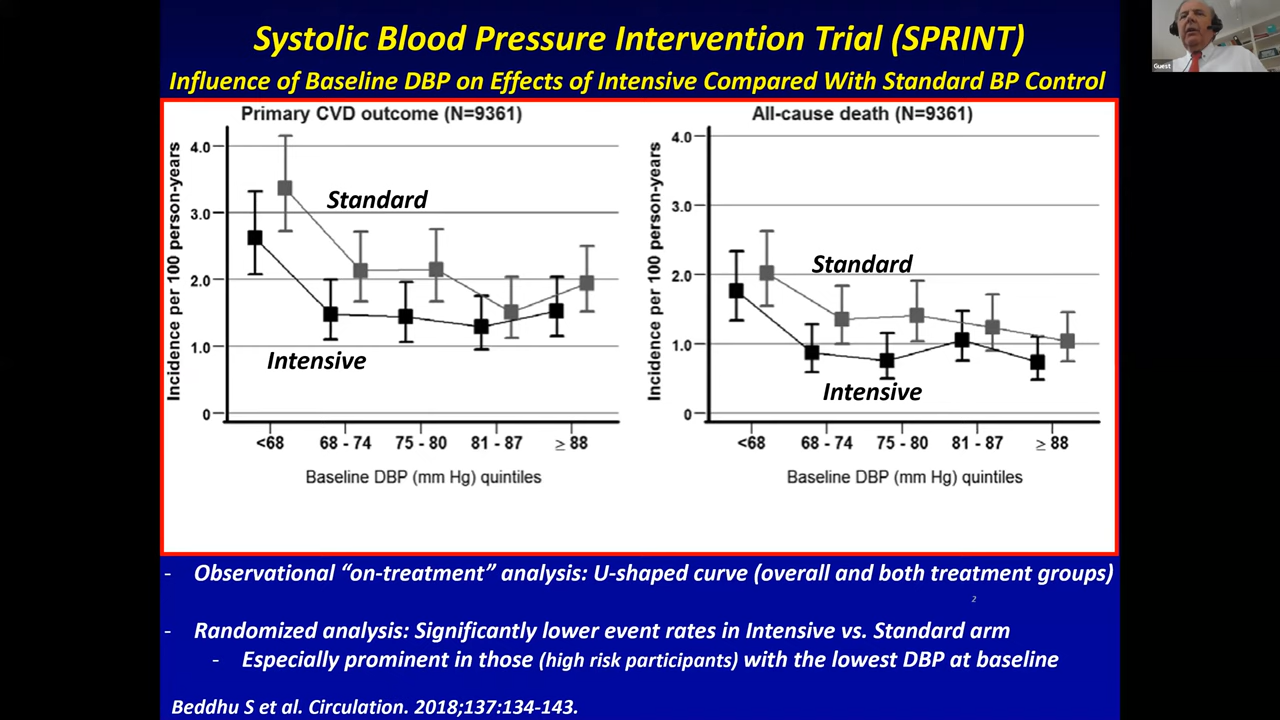 Systolic Blood Pressure Intervention Trial (SPRINT)
Influence of Baseline DBP on Effects of Intensive Compared With Standard BP Control
Guest
Primary CVD outcome (N=9361)
Incidence per 100 person-years
4.0
3.0
2.0
1.0
0
Standard
Intensive
<68
68 - 74
75 - 80
81 - 87
≥ 88
Baseline DBP (mm Hg) quintiles
All-cause death (N=9361)
Incidence per 100 person-years
4.0
3.0
2.0
1.0
0
Standard
Intensive
<68
68 - 74
75 - 80
81 - 87
≥ 88
Baseline DBP (mm Hg) quintiles
- Observational “on-treatment” analysis: U-shaped curve (overall and both treatment groups)
2
- Randomized analysis: Significantly lower event rates in Intensive vs. Standard arm
- Especially prominent in those (high risk participants) with the lowest DBP at baseline
Beddhu S et al. Circulation. 2018;137:134-143.